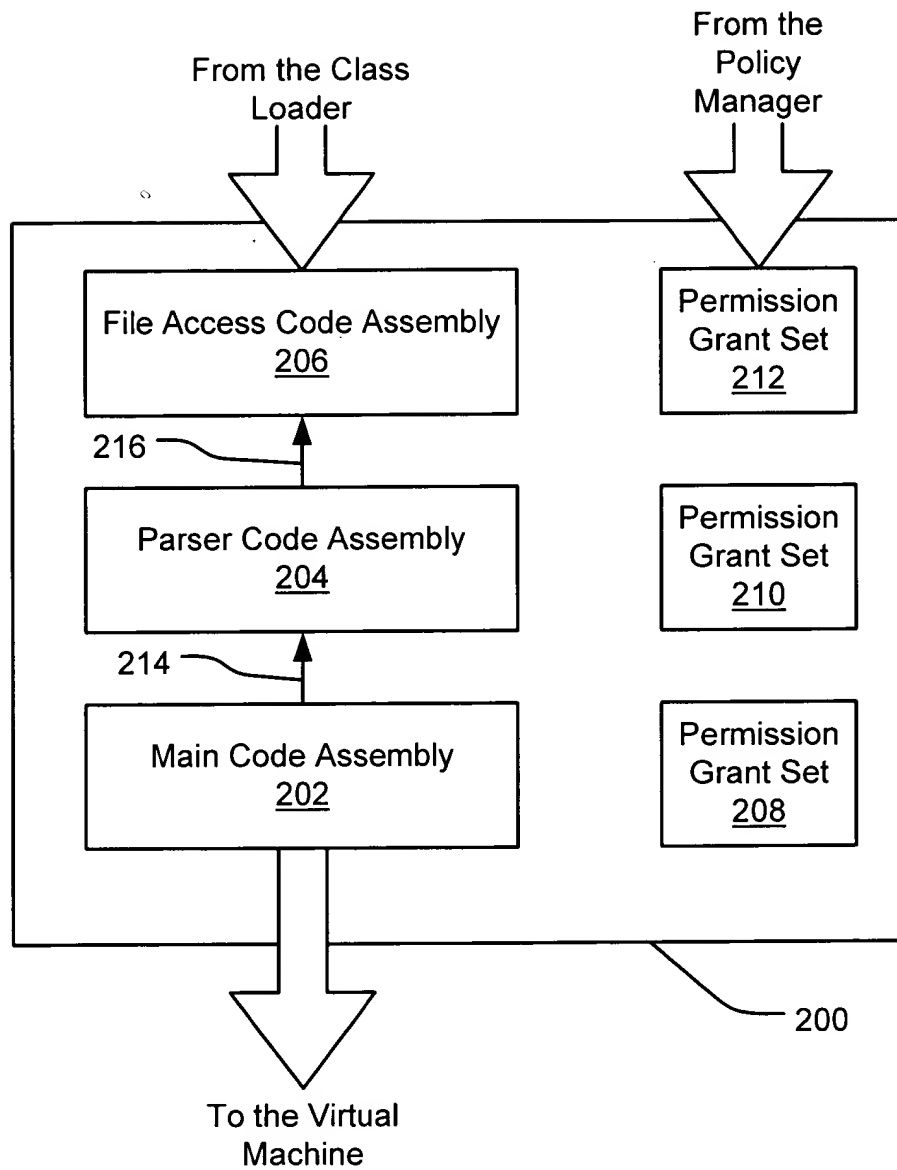 From the Class
Loader
From the
Policy
Manager
File Access Code Assembly
206
Permission
Grant Set
212
216
Parser Code Assembly
204
Permission
Grant Set
210
214
Main Code Assembly
202
Permission
Grant Set
208
200
To the Virtual
Machine